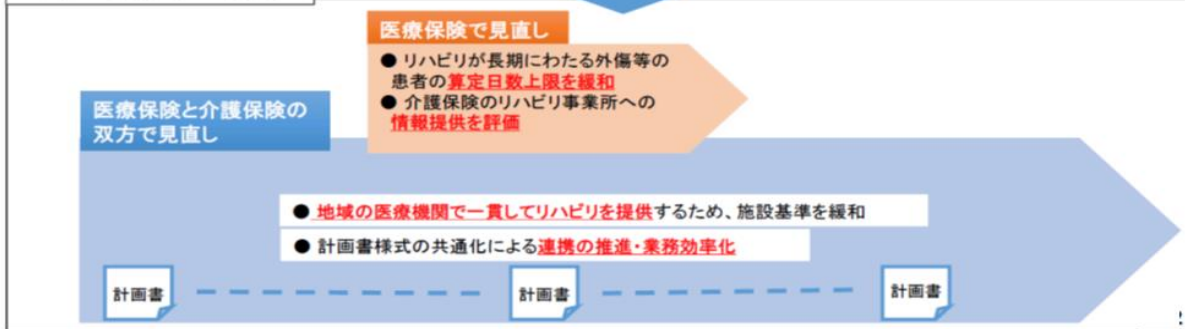 医療保険で見直し
● リハビリが長期にわたる外傷等の
患者の算定日数上限を緩和
● 介護保険のリハビリ事業所への
情報提供を評価
医療保険と介護保険の
双方で見直し
● 地域の医療機関で一貫してリハビリを提供するため、施設基準を緩和
● 計画書様式の共通化による連携の推進・業務効率化
計画書
計画書
計画書